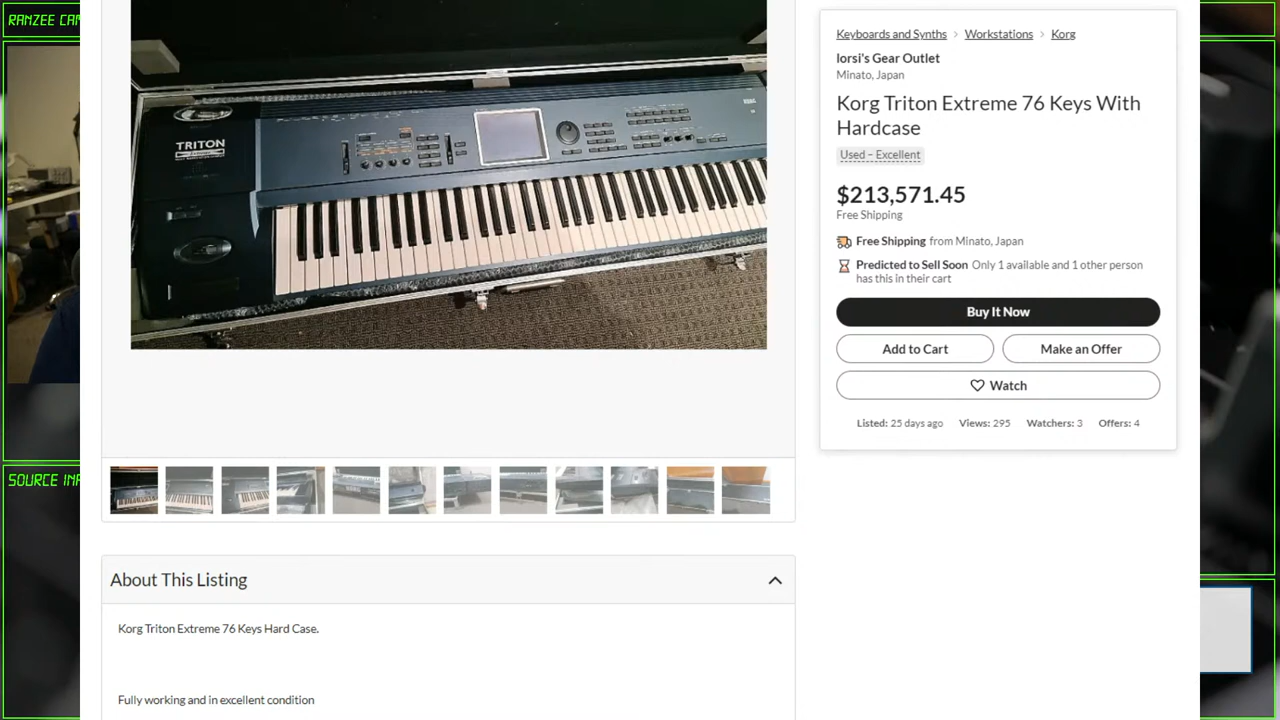 RANZEE CAM
Keyboards and Synths > Workstations > Korg
Iorsi's Gear Outlet
Minato, Japan
Korg Triton Extreme 76 Keys With
Hardcase
Used – Excellent
$213,571.45
Free Shipping
Free Shipping from Minato, Japan
Predicted to Sell Soon Only 1 available and 1 other person
has this in their cart
Buy It Now
Add to Cart
Make an Offer
Watch
Listed: 25 days ago Views: 295 Watchers: 3 Offers: 4
TRITON
KORG
SOURCE INF
About This Listing
Korg Triton Extreme 76 Keys Hard Case.
Fully working and in excellent condition